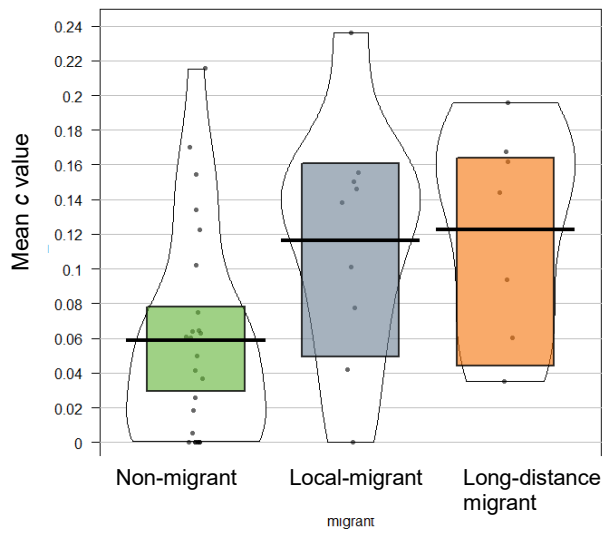 0.24
0.22
0.2
0.18
0.16
0.14
0.12
0.1
0.08
0.06
0.04
0.02
0
Mean c value
Non-migrant
Local-migrant
Long-distance
migrant
migrant